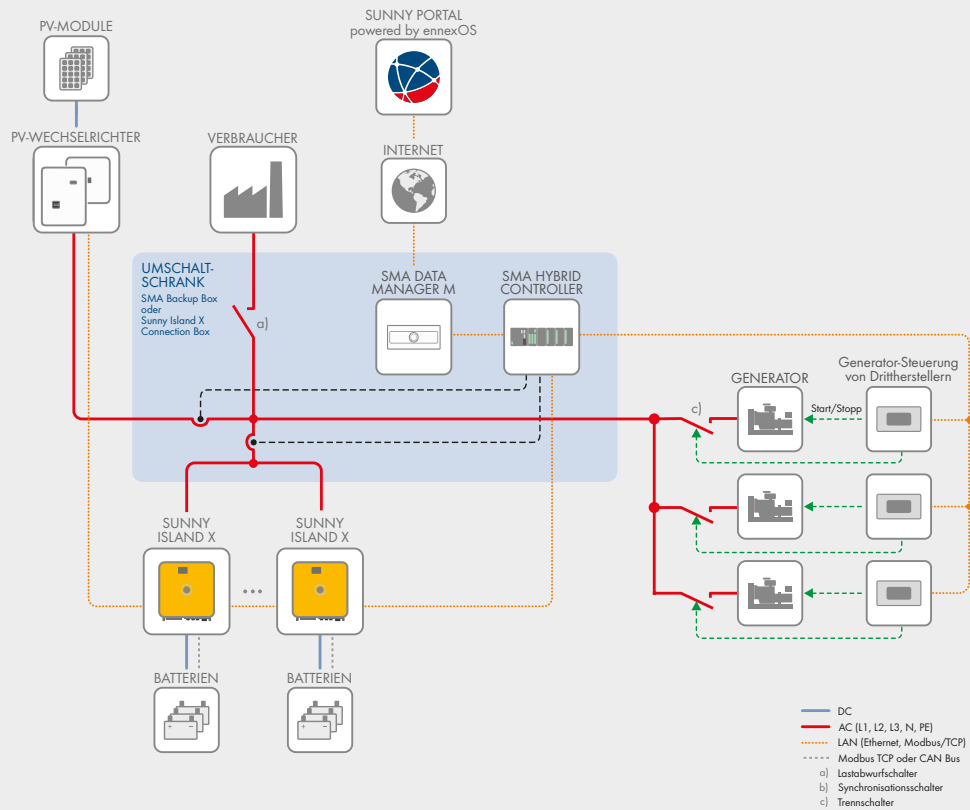 SUNNY PORTAL
powered by ennexOS
PV-MODULE
PV-WECHSELRICHTER
VERBRAUCHER
INTERNET
UMSCHALT-
SCHRANK
SMA Backup Box
oder
Sunny Island X
Connection Box
a)
SMA DATA
MANAGER M
SMA HYBRID
CONTROLLER
GENERATOR
Generator-Steuerung
von Drittherstellern
c)
Start/Stopp
SUNNY
ISLAND X
...
SUNNY
ISLAND X
BATTERIEN
+ −
BATTERIEN
+ −
DC
AC (L1, L2, L3, N, PE)
LAN (Ethernet, Modbus/TCP)
Modbus TCP oder CAN Bus
a) Lastabwurfschalter
b) Synchronisationsschalter
c) Trennschalter